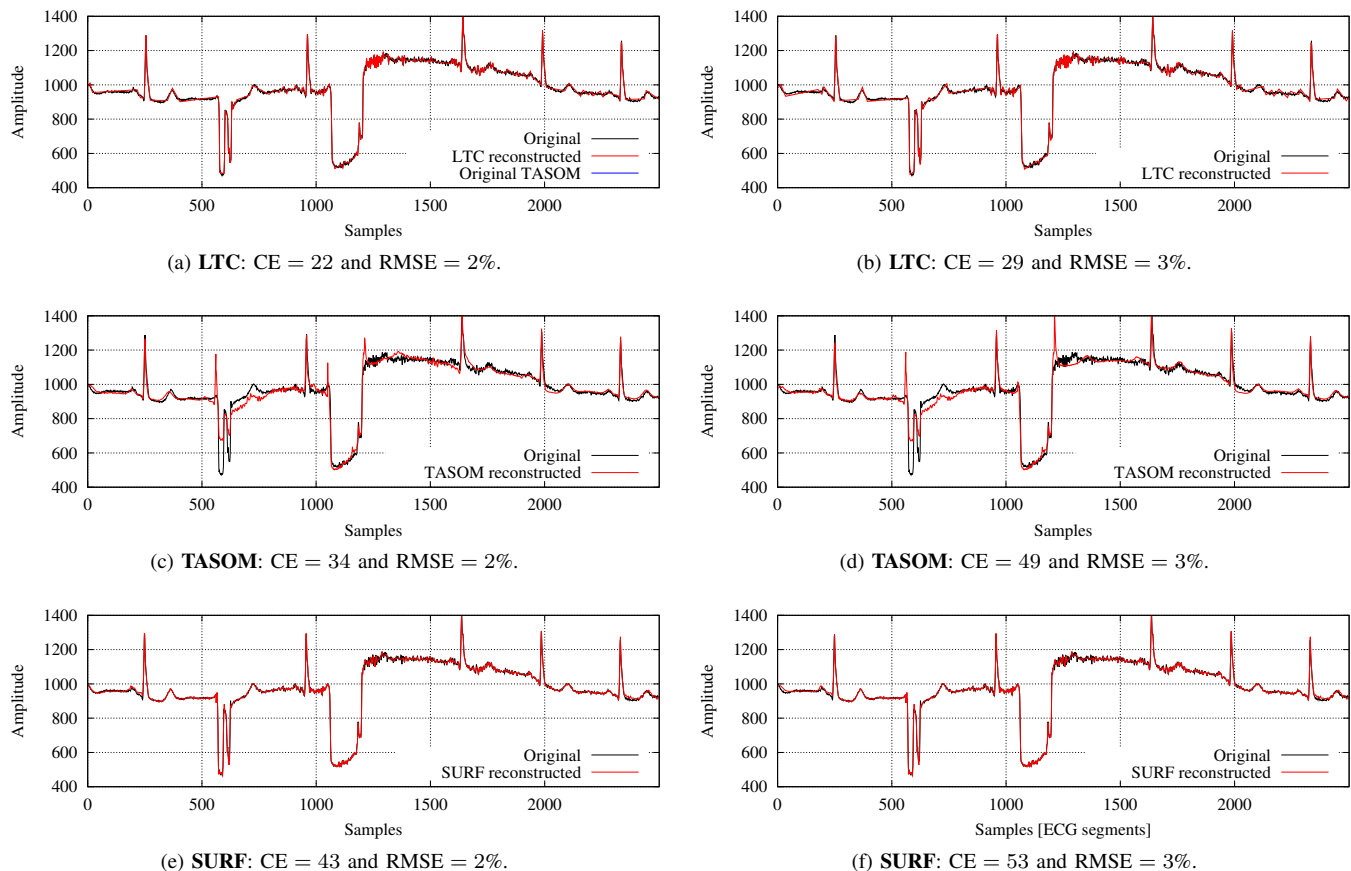 1400
1200
1000
800
600
400
Amplitude
Original
LTC reconstructed
Original TASOM
0 500 1000 1500 2000
Samples
(a) LTC: CE = 22 and RMSE = 2%.
1400
1200
1000
800
600
400
Amplitude
Original
LTC reconstructed
0 500 1000 1500 2000
Samples
(b) LTC: CE = 29 and RMSE = 3%.
1400
1200
1000
800
600
400
Amplitude
Original
TASOM reconstructed
0 500 1000 1500 2000
Samples
(c) TASOM: CE = 34 and RMSE = 2%.
1400
1200
1000
800
600
400
Amplitude
Original
TASOM reconstructed
0 500 1000 1500 2000
Samples
(d) TASOM: CE = 49 and RMSE = 3%.
1400
1200
1000
800
600
400
Amplitude
Original
SURF reconstructed
0 500 1000 1500 2000
Samples
(e) SURF: CE = 43 and RMSE = 2%.
1400
1200
1000
800
600
400
Amplitude
Original
SURF reconstructed
0 500 1000 1500 2000
Samples [ECG segments]
(f) SURF: CE = 53 and RMSE = 3%.